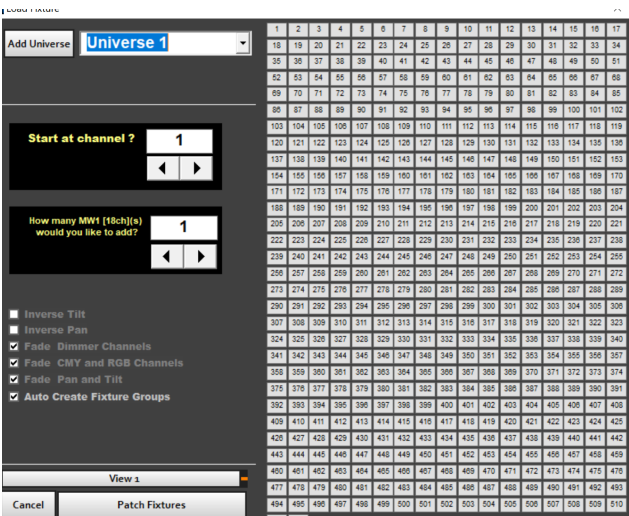 Load Fixture
Add Universe
Universe 1
Start at channel ?
1
How many MW1 [18ch](s)
would you like to add?
1
Inverse Tilt
Inverse Pan
Fade Dimmer Channels
Fade CMY and RGB Channels
Fade Pan and Tilt
Auto Create Fixture Groups
View 1
Cancel
Patch Fixtures
1 2 3 4 5 6 7 8 9 10 11 12 13 14 15 16 17
18 19 20 21 22 23 24 25 26 27 28 29 30 31 32 33 34
35 36 37 38 39 40 41 42 43 44 45 46 47 48 49 50 51
52 53 54 55 56 57 58 59 60 61 62 63 64 65 66 67 68
69 70 71 72 73 74 75 76 77 78 79 80 81 82 83 84 85
86 87 88 89 90 91 92 93 94 95 96 97 98 99 100 101 102
103 104 105 106 107 108 109 110 111 112 113 114 115 116 117 118 119
120 121 122 123 124 125 126 127 128 129 130 131 132 133 134 135 136
137 138 139 140 141 142 143 144 145 146 147 148 149 150 151 152 153
154 155 156 157 158 159 160 161 162 163 164 165 166 167 168 169 170
171 172 173 174 175 176 177 178 179 180 181 182 183 184 185 186 187
188 189 190 191 192 193 194 195 196 197 198 199 200 201 202 203 204
205 206 207 208 209 210 211 212 213 214 215 216 217 218 219 220 221
222 223 224 225 226 227 228 229 230 231 232 233 234 235 236 237 238
239 240 241 242 243 244 245 246 247 248 249 250 251 252 253 254 255
256 257 258 259 260 261 262 263 264 265 266 267 268 269 270 271 272
273 274 275 276 277 278 279 280 281 282 283 284 285 286 287 288 289
290 291 292 293 294 295 296 297 298 299 300 301 302 303 304 305 306
307 308 309 310 311 312 313 314 315 316 317 318 319 320 321 322 323
324 325 326 327 328 329 330 331 332 333 334 335 336 337 338 339 340
341 342 343 344 345 346 347 348 349 350 351 352 353 354 355 356 357
358 359 360 361 362 363 364 365 366 367 368 369 370 371 372 373 374
375 376 377 378 379 380 381 382 383 384 385 386 387 388 389 390 391
392 393 394 395 396 397 398 399 400 401 402 403 404 405 406 407 408
409 410 411 412 413 414 415 416 417 418 419 420 421 422 423 424 425
426 427 428 429 430 431 432 433 434 435 436 437 438 439 440 441 442
443 444 445 446 447 448 449 450 451 452 453 454 455 456 457 458 459
460 461 462 463 464 465 466 467 468 469 470 471 472 473 474 475 476
477 478 479 480 481 482 483 484 485 486 487 488 489 490 491 492 493
494 495 496 497 498 499 500 501 502 503 504 505 506 507 508 509 510